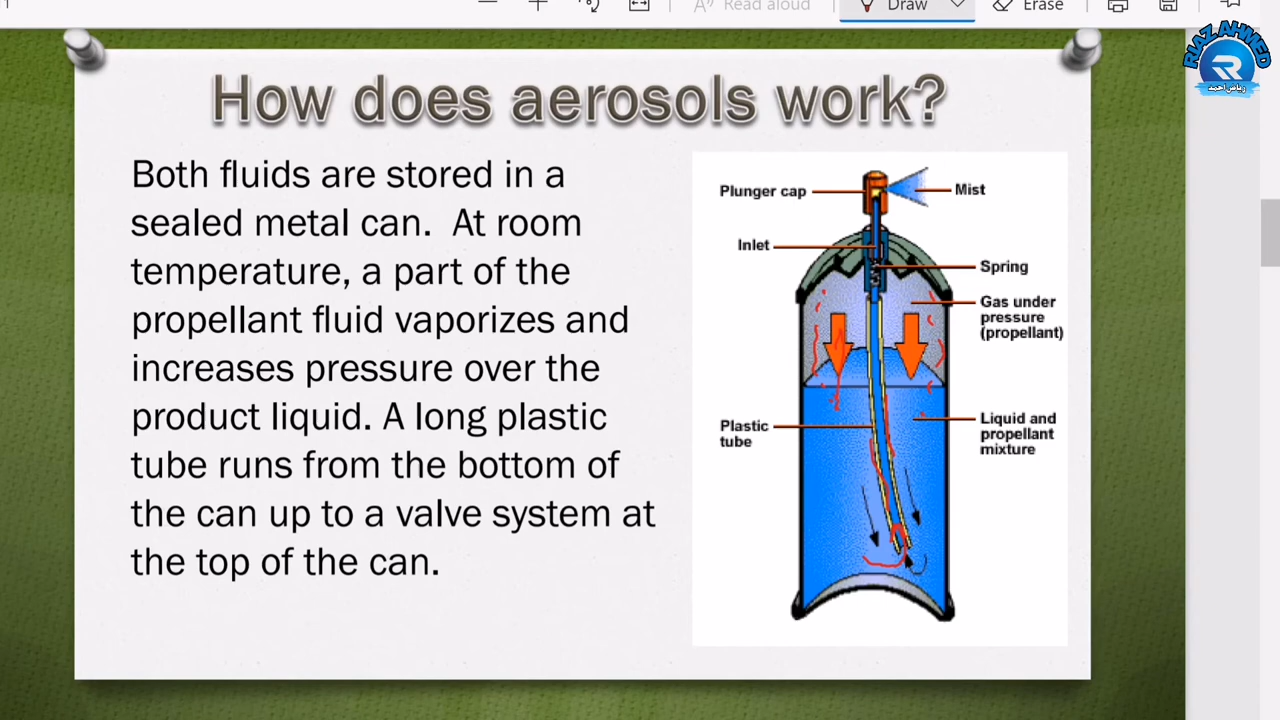 Read aloud
Draw
Erase
RIAZ AHMED
R
ریاض احمد
How does aerosols work?
Both fluids are stored in a
sealed metal can. At room
temperature, a part of the
propellant fluid vaporizes and
increases pressure over the
product liquid. A long plastic
tube runs from the bottom of
the can up to a valve system at
the top of the can.
Plunger cap
Mist
Inlet
Spring
Gas under
pressure
(propellant)
Plastic
tube
Liquid and
propellant
mixture